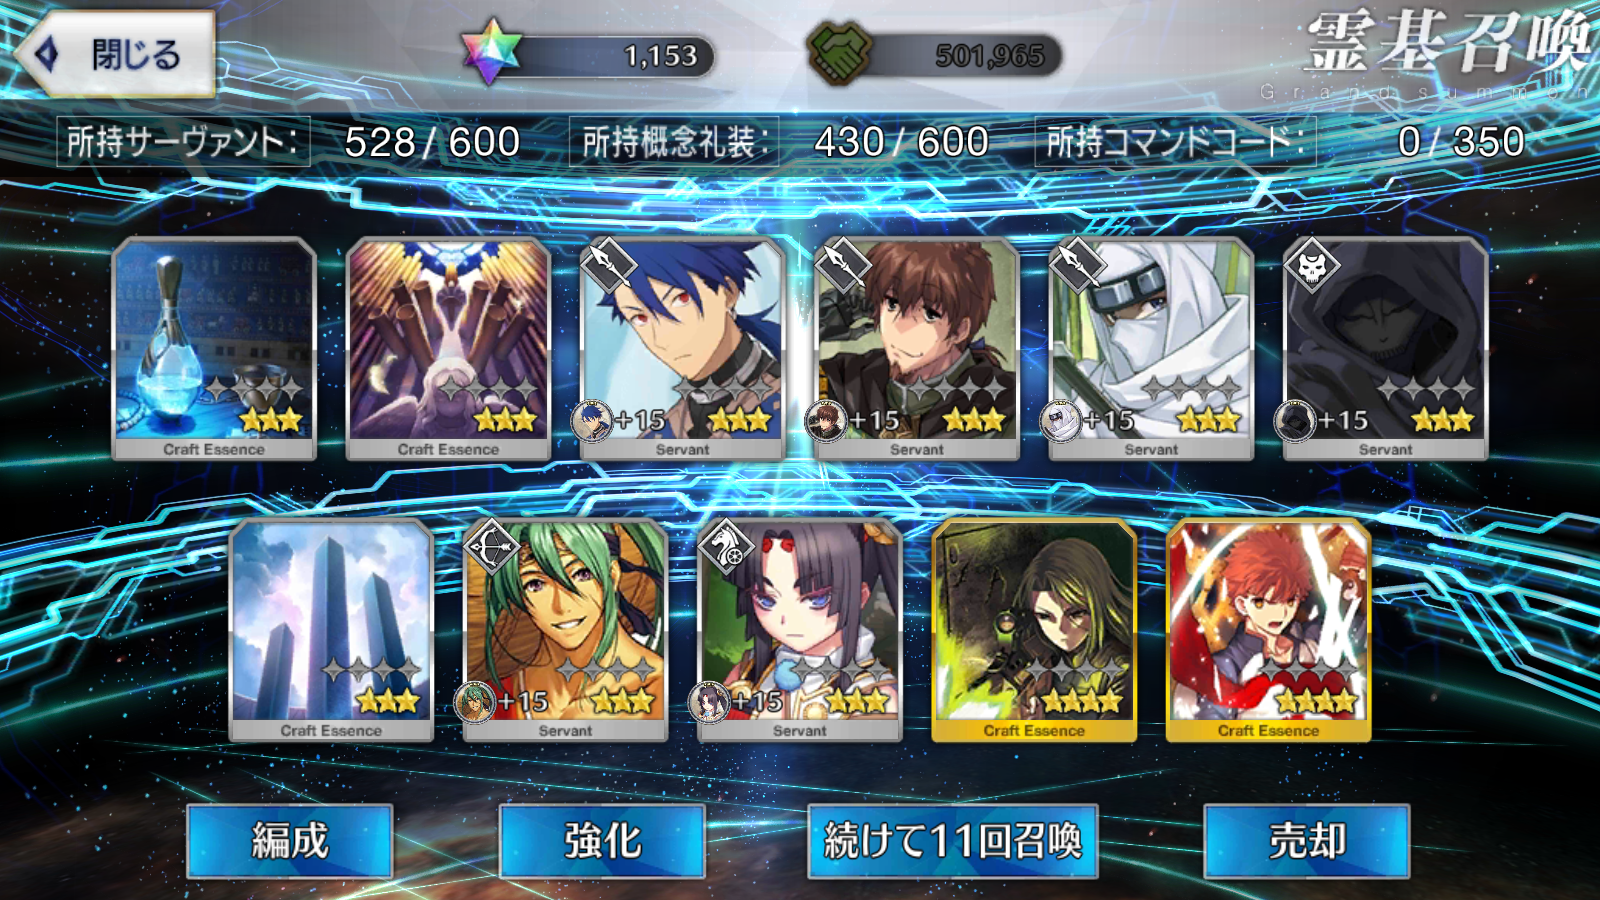 閉じる
1,153
501,965
霊基召喚
Grand summon
所持サーヴァント: 528 / 600
所持概念礼装: 430 / 600
所持コマンドコード: 0 / 350
Craft Essence
Craft Essence
+15
Servant
+15
Servant
+15
Servant
+15
Servant
Craft Essence
+15
Servant
+15
Servant
Craft Essence
Craft Essence
編成
強化
続けて11回召喚
売却